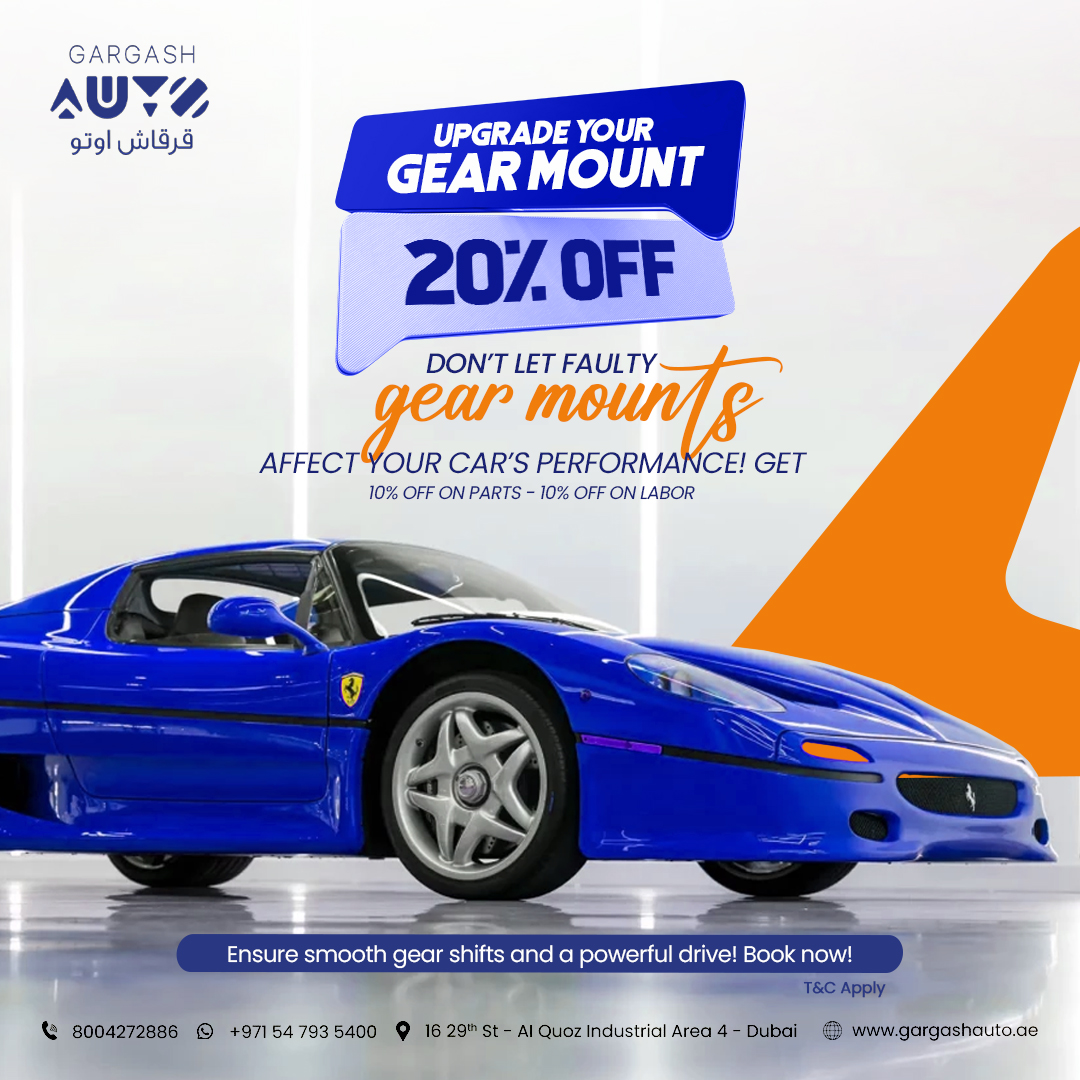 GARGASH
AUTO
قرقاش اوتو
UPGRADE YOUR
GEAR MOUNT
20% OFF
DON'T LET FAULTY
gear mounts
AFFECT YOUR CAR'S PERFORMANCE! GET
10% OFF ON PARTS - 10% OFF ON LABOR
Ensure smooth gear shifts and a powerful drive! Book now!
T&C Apply
8004272886 +971 54 793 5400 16 29th St - Al Quoz Industrial Area 4 - Dubai www.gargashauto.ae